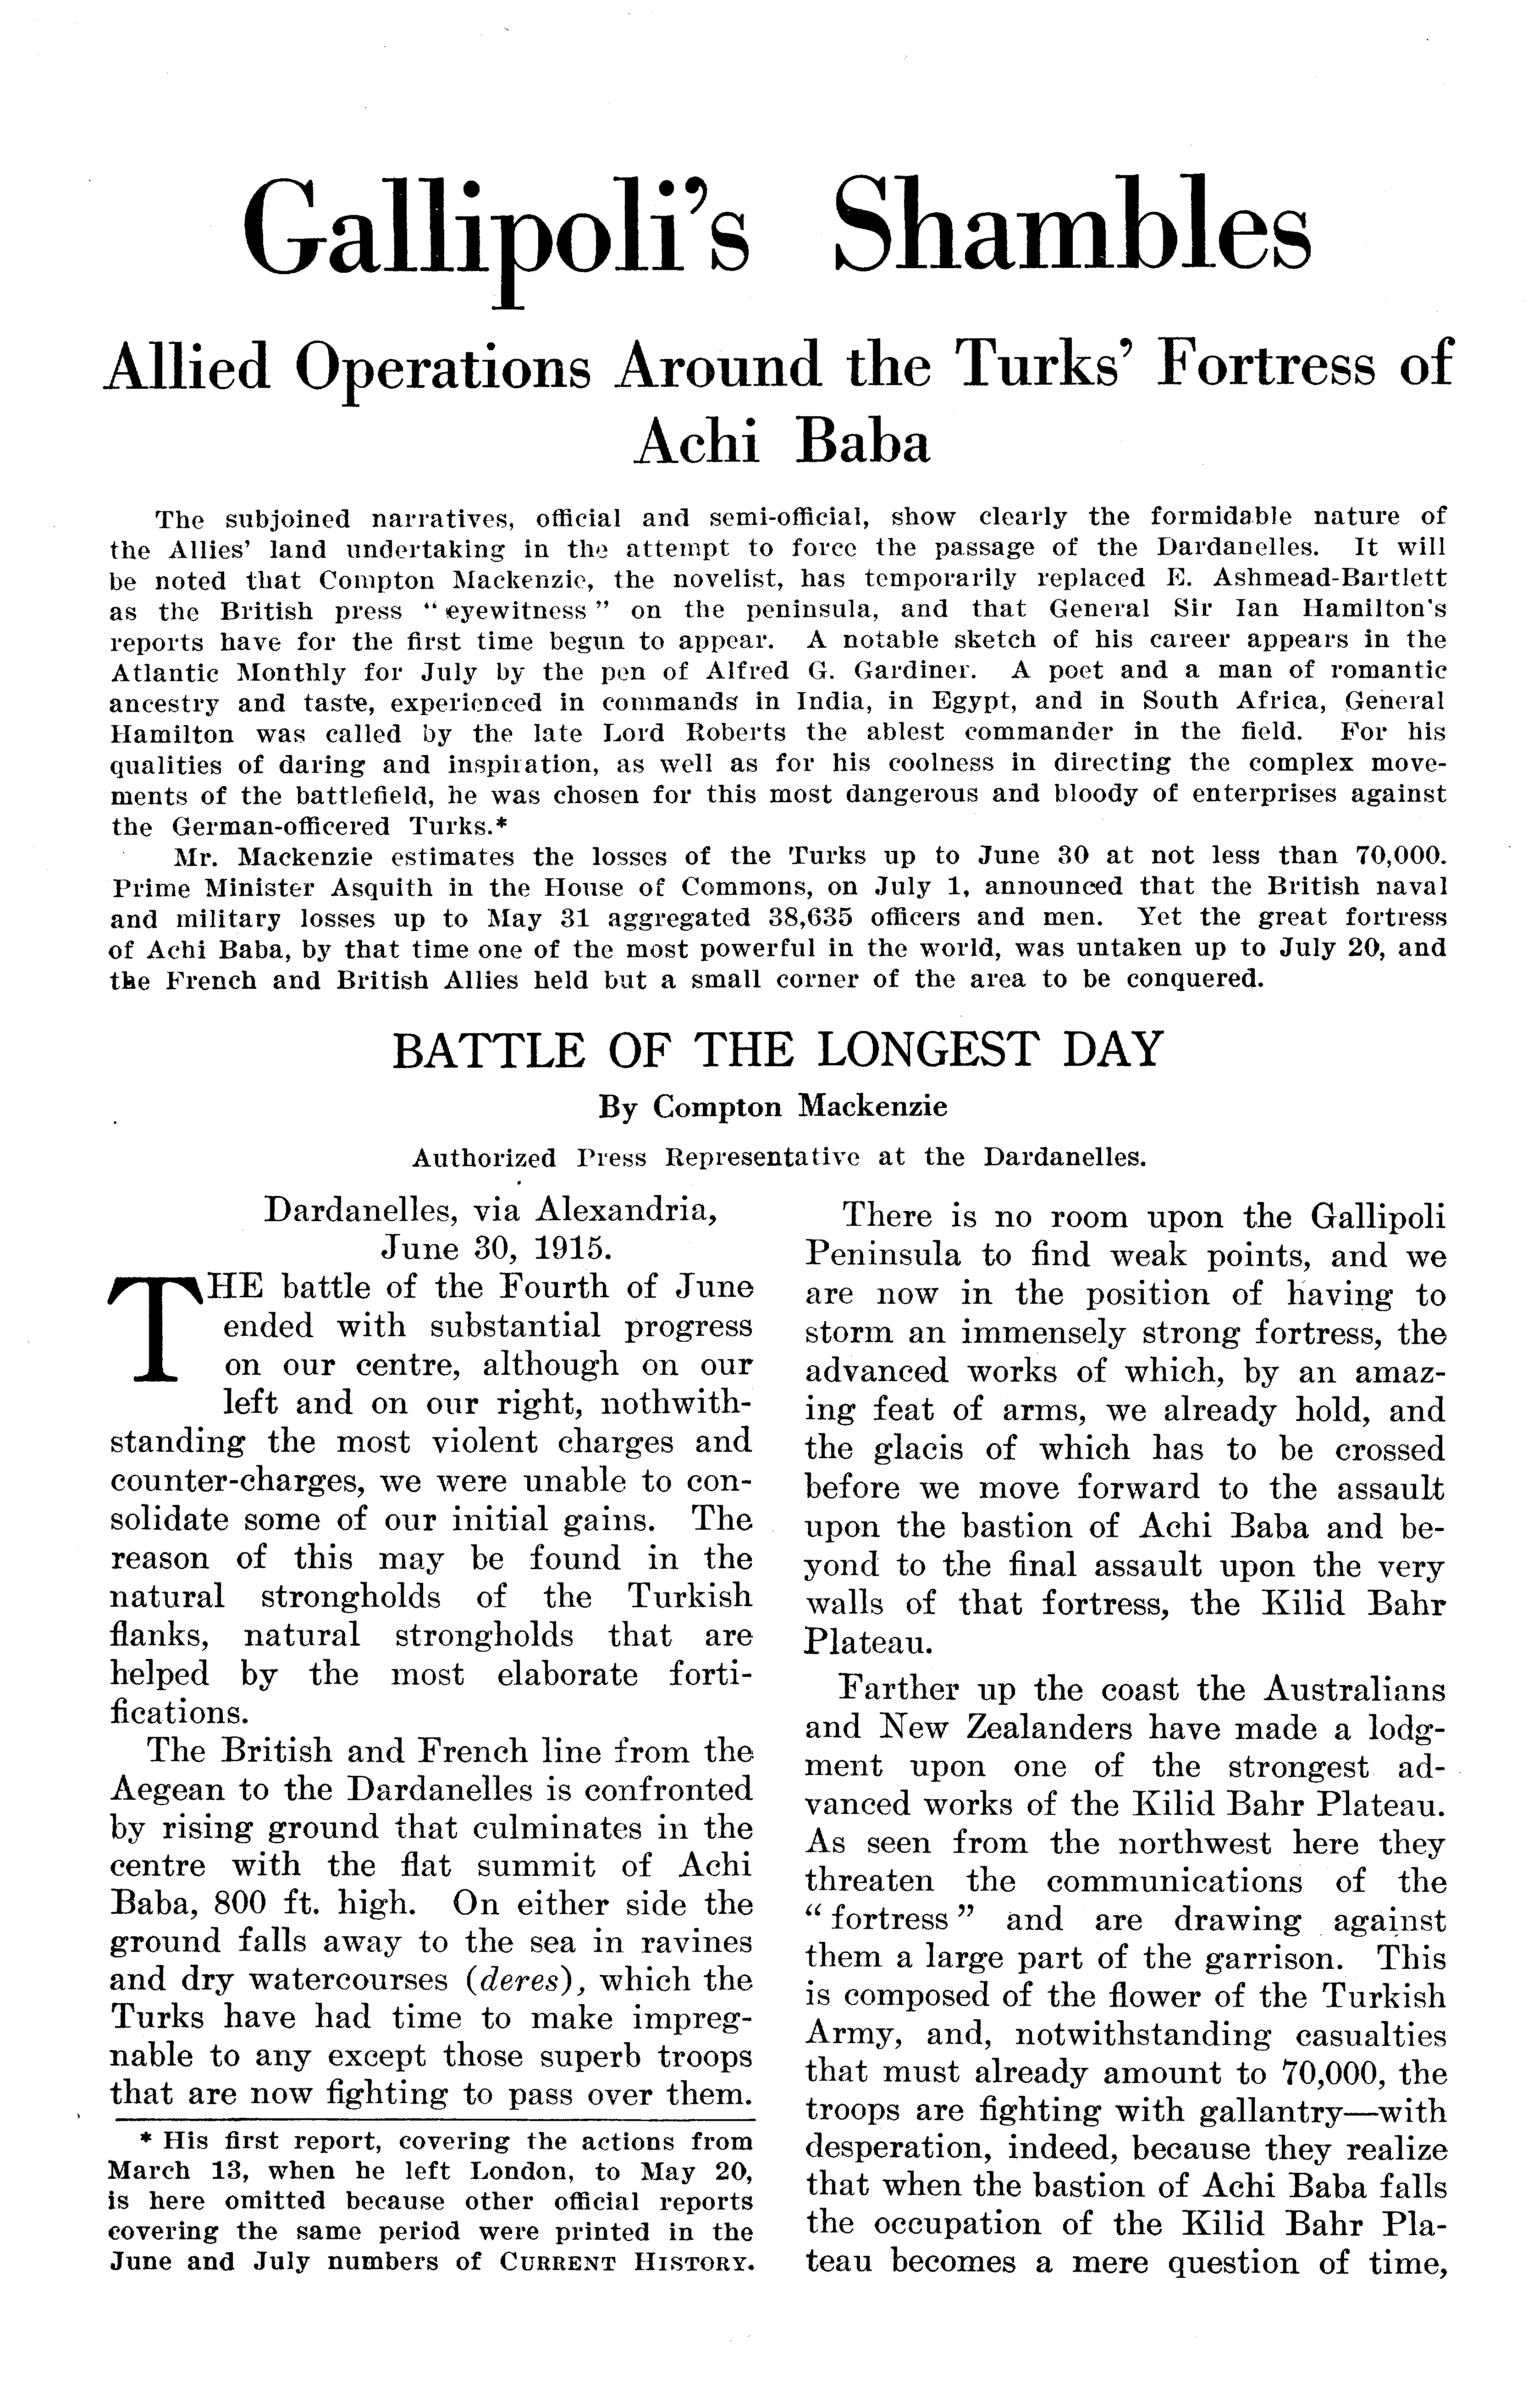 Gallipoli's Shambles
Allied Operations Around the Turks' Fortress of
Achi Baba
The subjoined narratives, official and semi-official, show clearly the formidable nature of
the Allies' land undertaking in the attempt to force the passage of the Dardanelles. It will
be noted that Compton Mackenzie, the novelist, has temporarily replaced E. Ashmead-Bartlett
as the British press "eyewitness" on the peninsula, and that General Sir Ian Hamilton's
reports have for the first time begun to appear. A notable sketch of his career appears in the
Atlantic Monthly for July by the pen of Alfred G. Gardiner. A poet and a man of romantic
ancestry and taste, experienced in commands in India, in Egypt, and in South Africa, General
Hamilton was called by the late Lord Roberts the ablest commander in the field. For his
qualities of daring and inspiration, as well as for his coolness in directing the complex move-
ments of the battlefield, he was chosen for this most dangerous and bloody of enterprises against
the German-officered Turks.*
Mr. Mackenzie estimates the losses of the Turks up to June 30 at not less than 70,000.
Prime Minister Asquith in the House of Commons, on July 1, announced that the British naval
and military losses up to May 31 aggregated 38,635 officers and men. Yet the great fortress
of Achi Baba, by that time one of the most powerful in the world, was untaken up to July 20, and
the French and British Allies held but a small corner of the area to be conquered.
BATTLE OF THE LONGEST DAY
By Compton Mackenzie
Authorized Press Representative at the Dardanelles.
Dardanelles, via Alexandria,
June 30, 1915.
THE battle of the Fourth of June
ended with substantial progress
on our centre, although on our
left and on our right, nothwith-
standing the most violent charges and
counter-charges, we were unable to con-
solidate some of our initial gains. The
reason of this may be found in the
natural strongholds of the Turkish
flanks, natural strongholds that are
helped by the most elaborate forti-
fications.
The British and French line from the
Aegean to the Dardanelles is confronted
by rising ground that culminates in the
centre with the flat summit of Achi
Baba, 800 ft. high. On either side the
ground falls away to the sea in ravines
and dry watercourses (deres), which the
Turks have had time to make impreg-
nable to any except those superb troops
that are now fighting to pass over them.
* His first report, covering the actions from
March 13, when he left London, to May 20,
is here omitted because other official reports
covering the same period were printed in the
June and July numbers of CURRENT HISTORY.
There is no room upon the Gallipoli
Peninsula to find weak points, and we
are now in the position of having to
storm an immensely strong fortress, the
advanced works of which, by an amaz-
ing feat of arms, we already hold, and
the glacis of which has to be crossed
before we move forward to the assault
upon the bastion of Achi Baba and be-
yond to the final assault upon the very
walls of that fortress, the Kilid Bahr
Plateau.
Farther up the coast the Australians
and New Zealanders have made a lodg-
ment upon one of the strongest ad-
vanced works of the Kilid Bahr Plateau.
As seen from the northwest here they
threaten the communications of the
"fortress" and are drawing against
them a large part of the garrison. This
is composed of the flower of the Turkish
Army, and, notwithstanding casualties
that must already amount to 70,000, the
troops are fighting with gallantry—with
desperation, indeed, because they realize
that when the bastion of Achi Baba falls
the occupation of the Kilid Bahr Pla-
teau becomes a mere question of time,